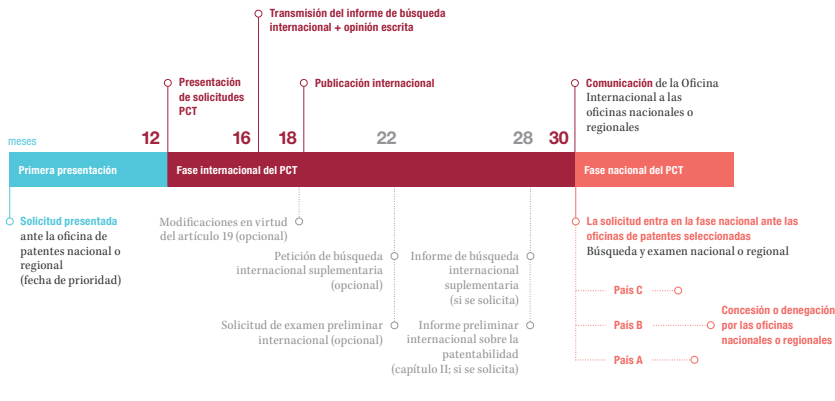 Transmisión del informe de búsqueda
internacional + opinión escrita
Presentación
de solicitudes
PCT
Publicación internacional
Comunicación de la Oficina
Internacional a las
oficinas nacionales o
regionales
meses
12
16
18
22
28
30
Primera presentación
Fase internacional del PCT
Fase nacional del PCT
Solicitud presentada
ante la oficina de
patentes nacional o
regional
(fecha de prioridad)
Modificaciones en virtud
del artículo 19 (opcional)
Petición de búsqueda
internacional suplementaria
(opcional)
Solicitud de examen preliminar
internacional (opcional)
Informe de búsqueda
internacional
suplementaria
(si se solicita)
Informe preliminar
internacional sobre la
patentabilidad
(capítulo II; si se solicita)
La solicitud entra en la fase nacional ante las
oficinas de patentes seleccionadas
Búsqueda y examen nacional o regional
País C
País B
País A
Concesión o denegación
por las oficinas
nacionales o regionales